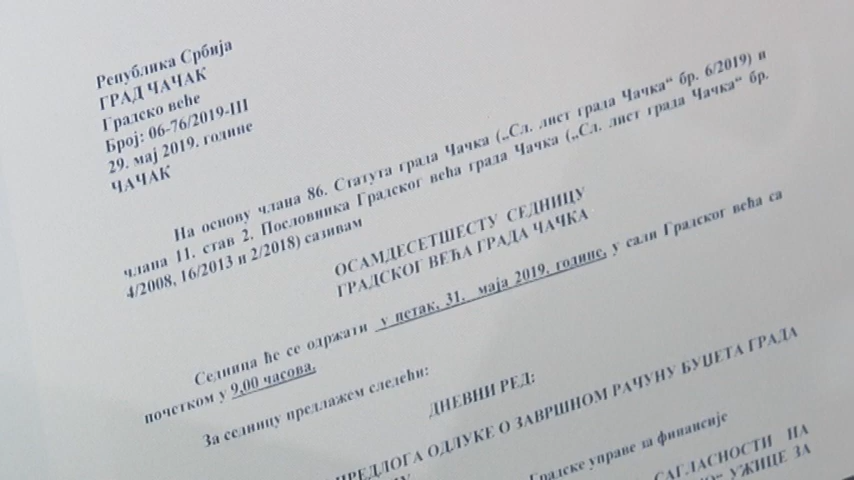 Република Србија
ГРАД ЧАЧАК
Градско веће
Број: 06-76/2019-III
29. мај 2019. године
ЧАЧАК
На основу члана 86. Статута града Чачка („Сл. лист града Чачка“ бр. 6/2019) и
члана 11. став 2. Пословника Градског већа града Чачка („Сл. лист града Чачка“ бр.
4/2008, 16/2013 и 2/2018) сазивам
ОСАМДЕСЕТШЕСТУ СЕДНИЦУ
ГРАДСКОГ ВЕЋА ГРАДА ЧАЧКА
Седница ће се одржати у петак, 31. маја 2019. године, у сали Градског већа са
почетком у 9,00 часова.
За седницу предлажем следећи:
ДНЕВНИ РЕД:
ПРЕДЛОГА ОДЛУКЕ О ЗАВРШНОМ РАЧУНУ БУЏЕТА ГРАДА
Градске управе за финансије
САГЛАСНОСТИ НА
УЖИЦЕ ЗА